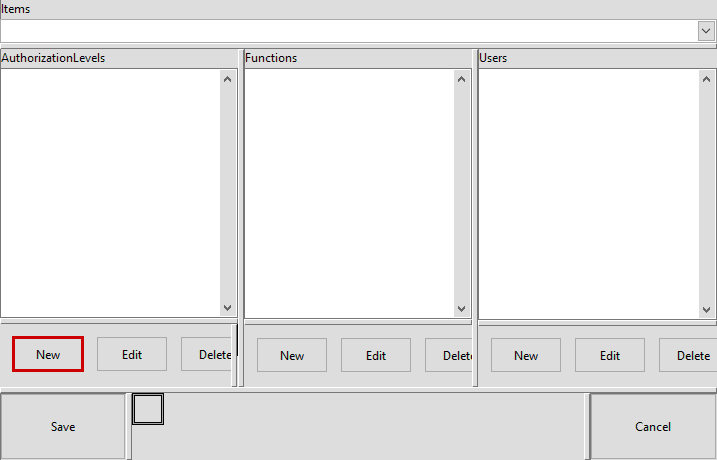 Items
AuthorizationLevels
Functions
Users
New
Edit
Delete
New
Edit
Delete
New
Edit
Delete
Save
Cancel